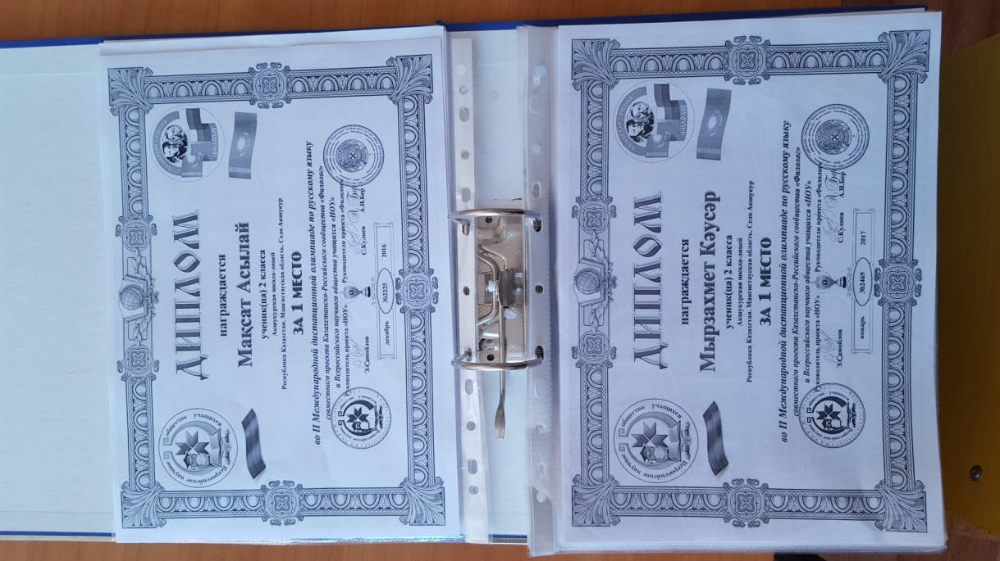 ДИПЛОМ
награждается
Мақсат Асылай
ученик(ца) 2 класса
Акшукурская школа-лицей
Республика Казахстан. Мангистауская область. Село Акшукур
ЗА 1 МЕСТО
во II Международной дистанционной олимпиаде по русскому языку
совместного проекта Казахстанско-Российского сообщества «Филолог»
и Всероссийского научного общества учащихся «НОУ»
Руководитель проекта «НОУ» Руководители проекта «Филолог»
Э.Самойлов С.Кулиев А.И.Бер
декабрь №2225 2016
Всероссийское научное общество учащихся
ДИПЛОМ
награждается
Мырзахмет Кәусәр
ученик(ца) 2 класса
Акшукурская школа-лицей
Республика Казахстан. Мангистауская область. Село Акшукур
ЗА 1 МЕСТО
во II Международной дистанционной олимпиаде по русскому языку
совместного проекта Казахстанско-Российского сообщества «Филолог»
и Всероссийского научного общества учащихся «НОУ»
Руководитель проекта «НОУ» Руководители проекта «Филолог»
Э.Самойлов С.Кулиев А.И.Бер
январь №2469 2017
Всероссийское научное общество учащихся